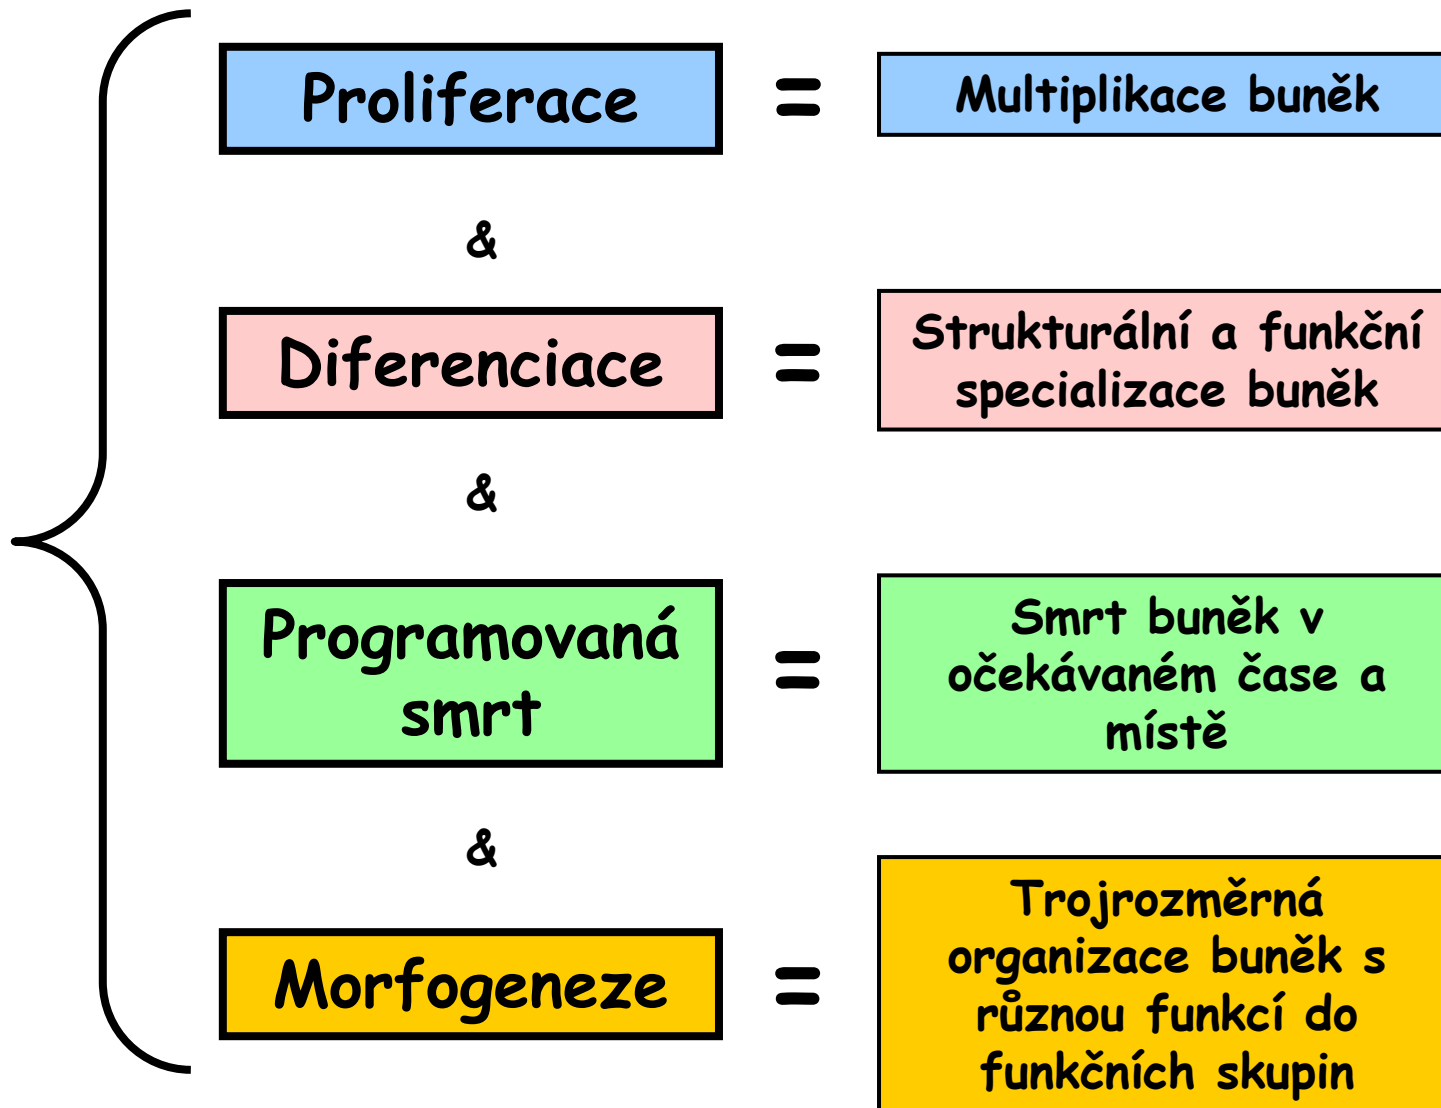 Proliferace = Multiplikace buněk
&
Diferenciace = Strukturální a funkční
specializace buněk
&
Programovaná
smrt
=
Smrt buněk v
očekávaném čase a
místě
&
Morfogeneze =
Trojrozměrná
organizace buněk s
různou funkcí do
funkčních skupin